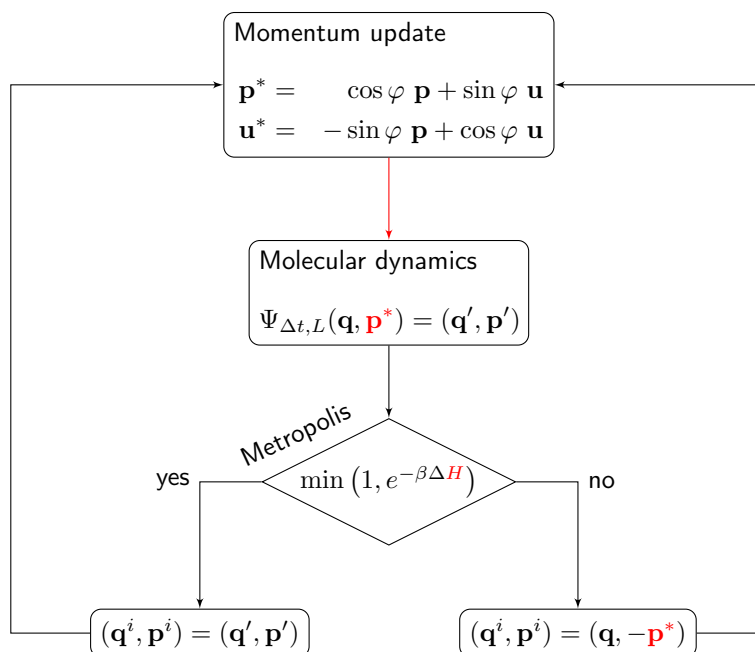 Momentum update
p* = cos φ p + sin φ u
u* = − sin φ p + cos φ u
Molecular dynamics
Ψ_{Δt,L}(q, p*) = (q′, p′)
Metropolis
min (1, e^{−βΔH})
yes
no
(q^i, p^i) = (q′, p′)
(q^i, p^i) = (q, −p*)